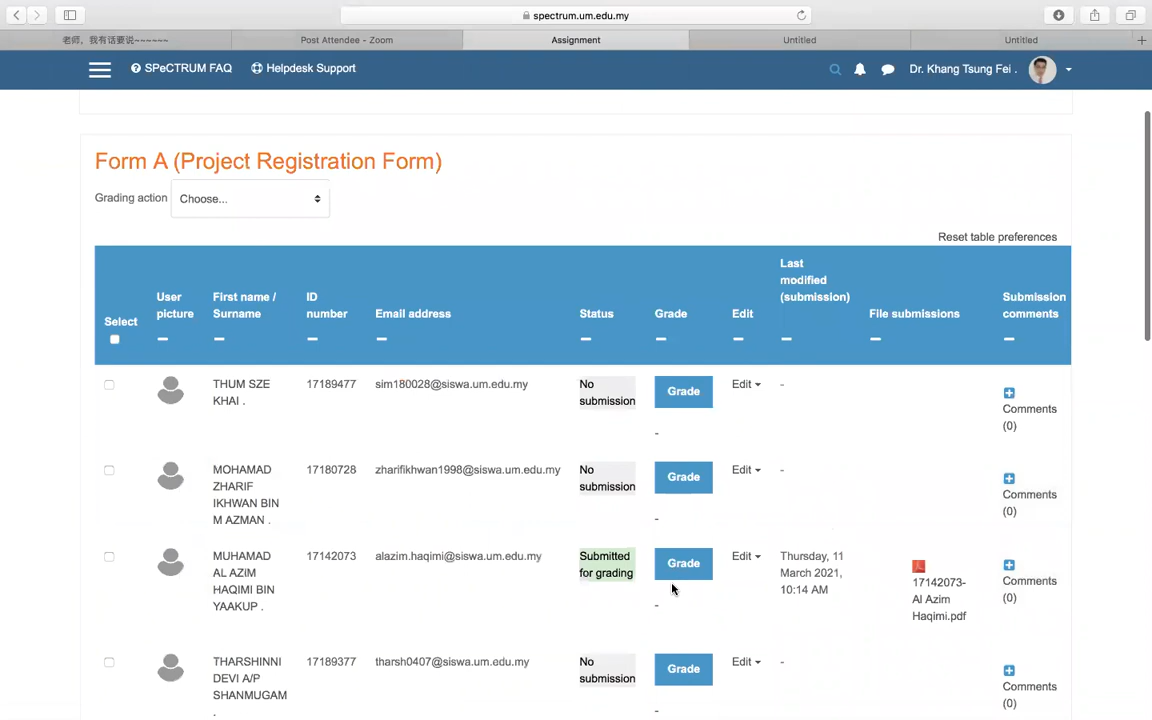 spectrum.um.edu.my
老师，我有话要说~~~~~~
Post Attendee - Zoom
Assignment
Untitled
Untitled
SPeCTRUM FAQ
Helpdesk Support
Dr. Khang Tsung Fei .
Form A (Project Registration Form)
Grading action
Choose...
Reset table preferences
Select
User
picture
First name /
Surname
ID
number
Email address
Status
Grade
Edit
Last
modified
(submission)
File submissions
Submission
comments
THUM SZE
KHAI .
17189477
sim180028@siswa.um.edu.my
No
submission
Grade
-
Edit
-
Comments
(0)
MOHAMAD
ZHARIF
IKHWAN BIN
M AZMAN .
17180728
zharifikhwan1998@siswa.um.edu.my
No
submission
Grade
-
Edit
-
Comments
(0)
MUHAMAD
AL AZiM
HAQIMI BIN
YAAKUP .
17142073
alazim.haqimi@siswa.um.edu.my
Submitted
for grading
Grade
-
Edit
Thursday, 11
March 2021,
10:14 AM
17142073-
Al Azim
Haqimi.pdf
Comments
(0)
THARSHINNI
DEVI A/P
SHANMUGAM
.
17189377
tharsh0407@siswa.um.edu.my
No
submission
Grade
-
Edit
-
Comments
(0)